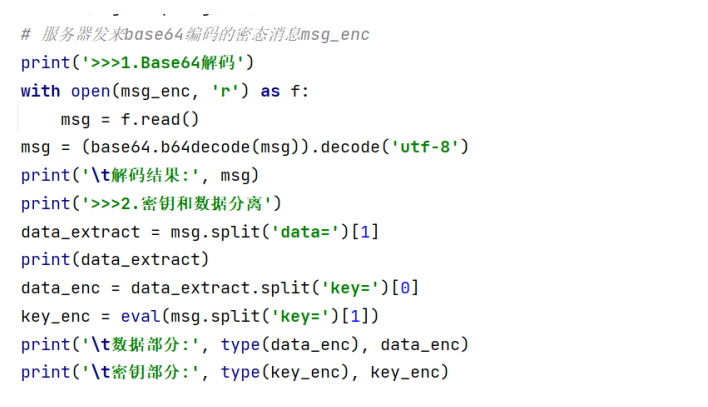 # 服务器发来base64编码的密态消息msg_enc
print('>>>1.Base64解码')
with open(msg_enc, 'r') as f:
    msg = f.read()
msg = (base64.b64decode(msg)).decode('utf-8')
print('\t解码结果:', msg)
print('>>>2.密钥和数据分离')
data_extract = msg.split('data=')[1]
print(data_extract)
data_enc = data_extract.split('key=')[0]
key_enc = eval(msg.split('key=')[1])
print('\t数据部分:', type(data_enc), data_enc)
print('\t密钥部分:', type(key_enc), key_enc)